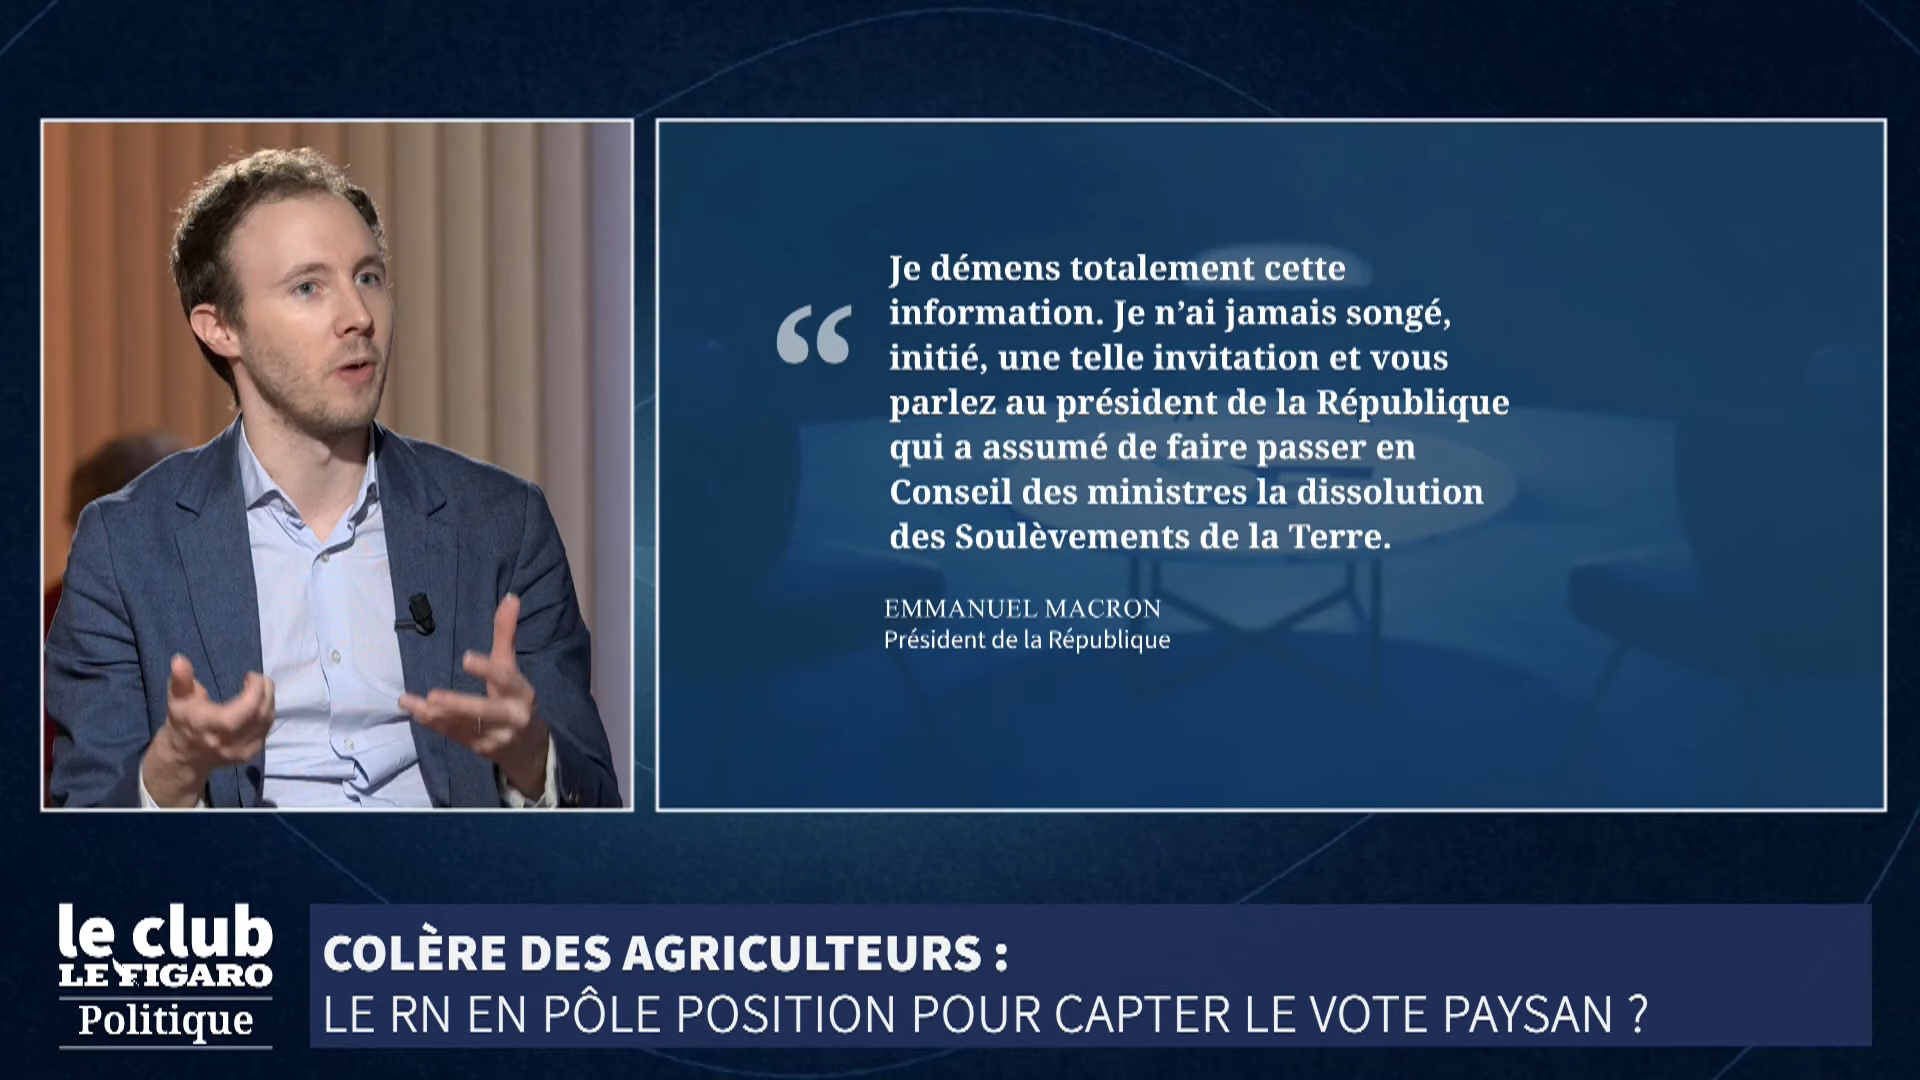 “
Je démens totalement cette
information. Je n’ai jamais songé,
initié, une telle invitation et vous
parlez au président de la République
qui a assumé de faire passer en
Conseil des ministres la dissolution
des Soulèvements de la Terre.
EMMANUEL MACRON
Président de la République
le club
LE FIGARO
Politique
COLÈRE DES AGRICULTEURS :
LE RN EN PÔLE POSITION POUR CAPTER LE VOTE PAYSAN ?